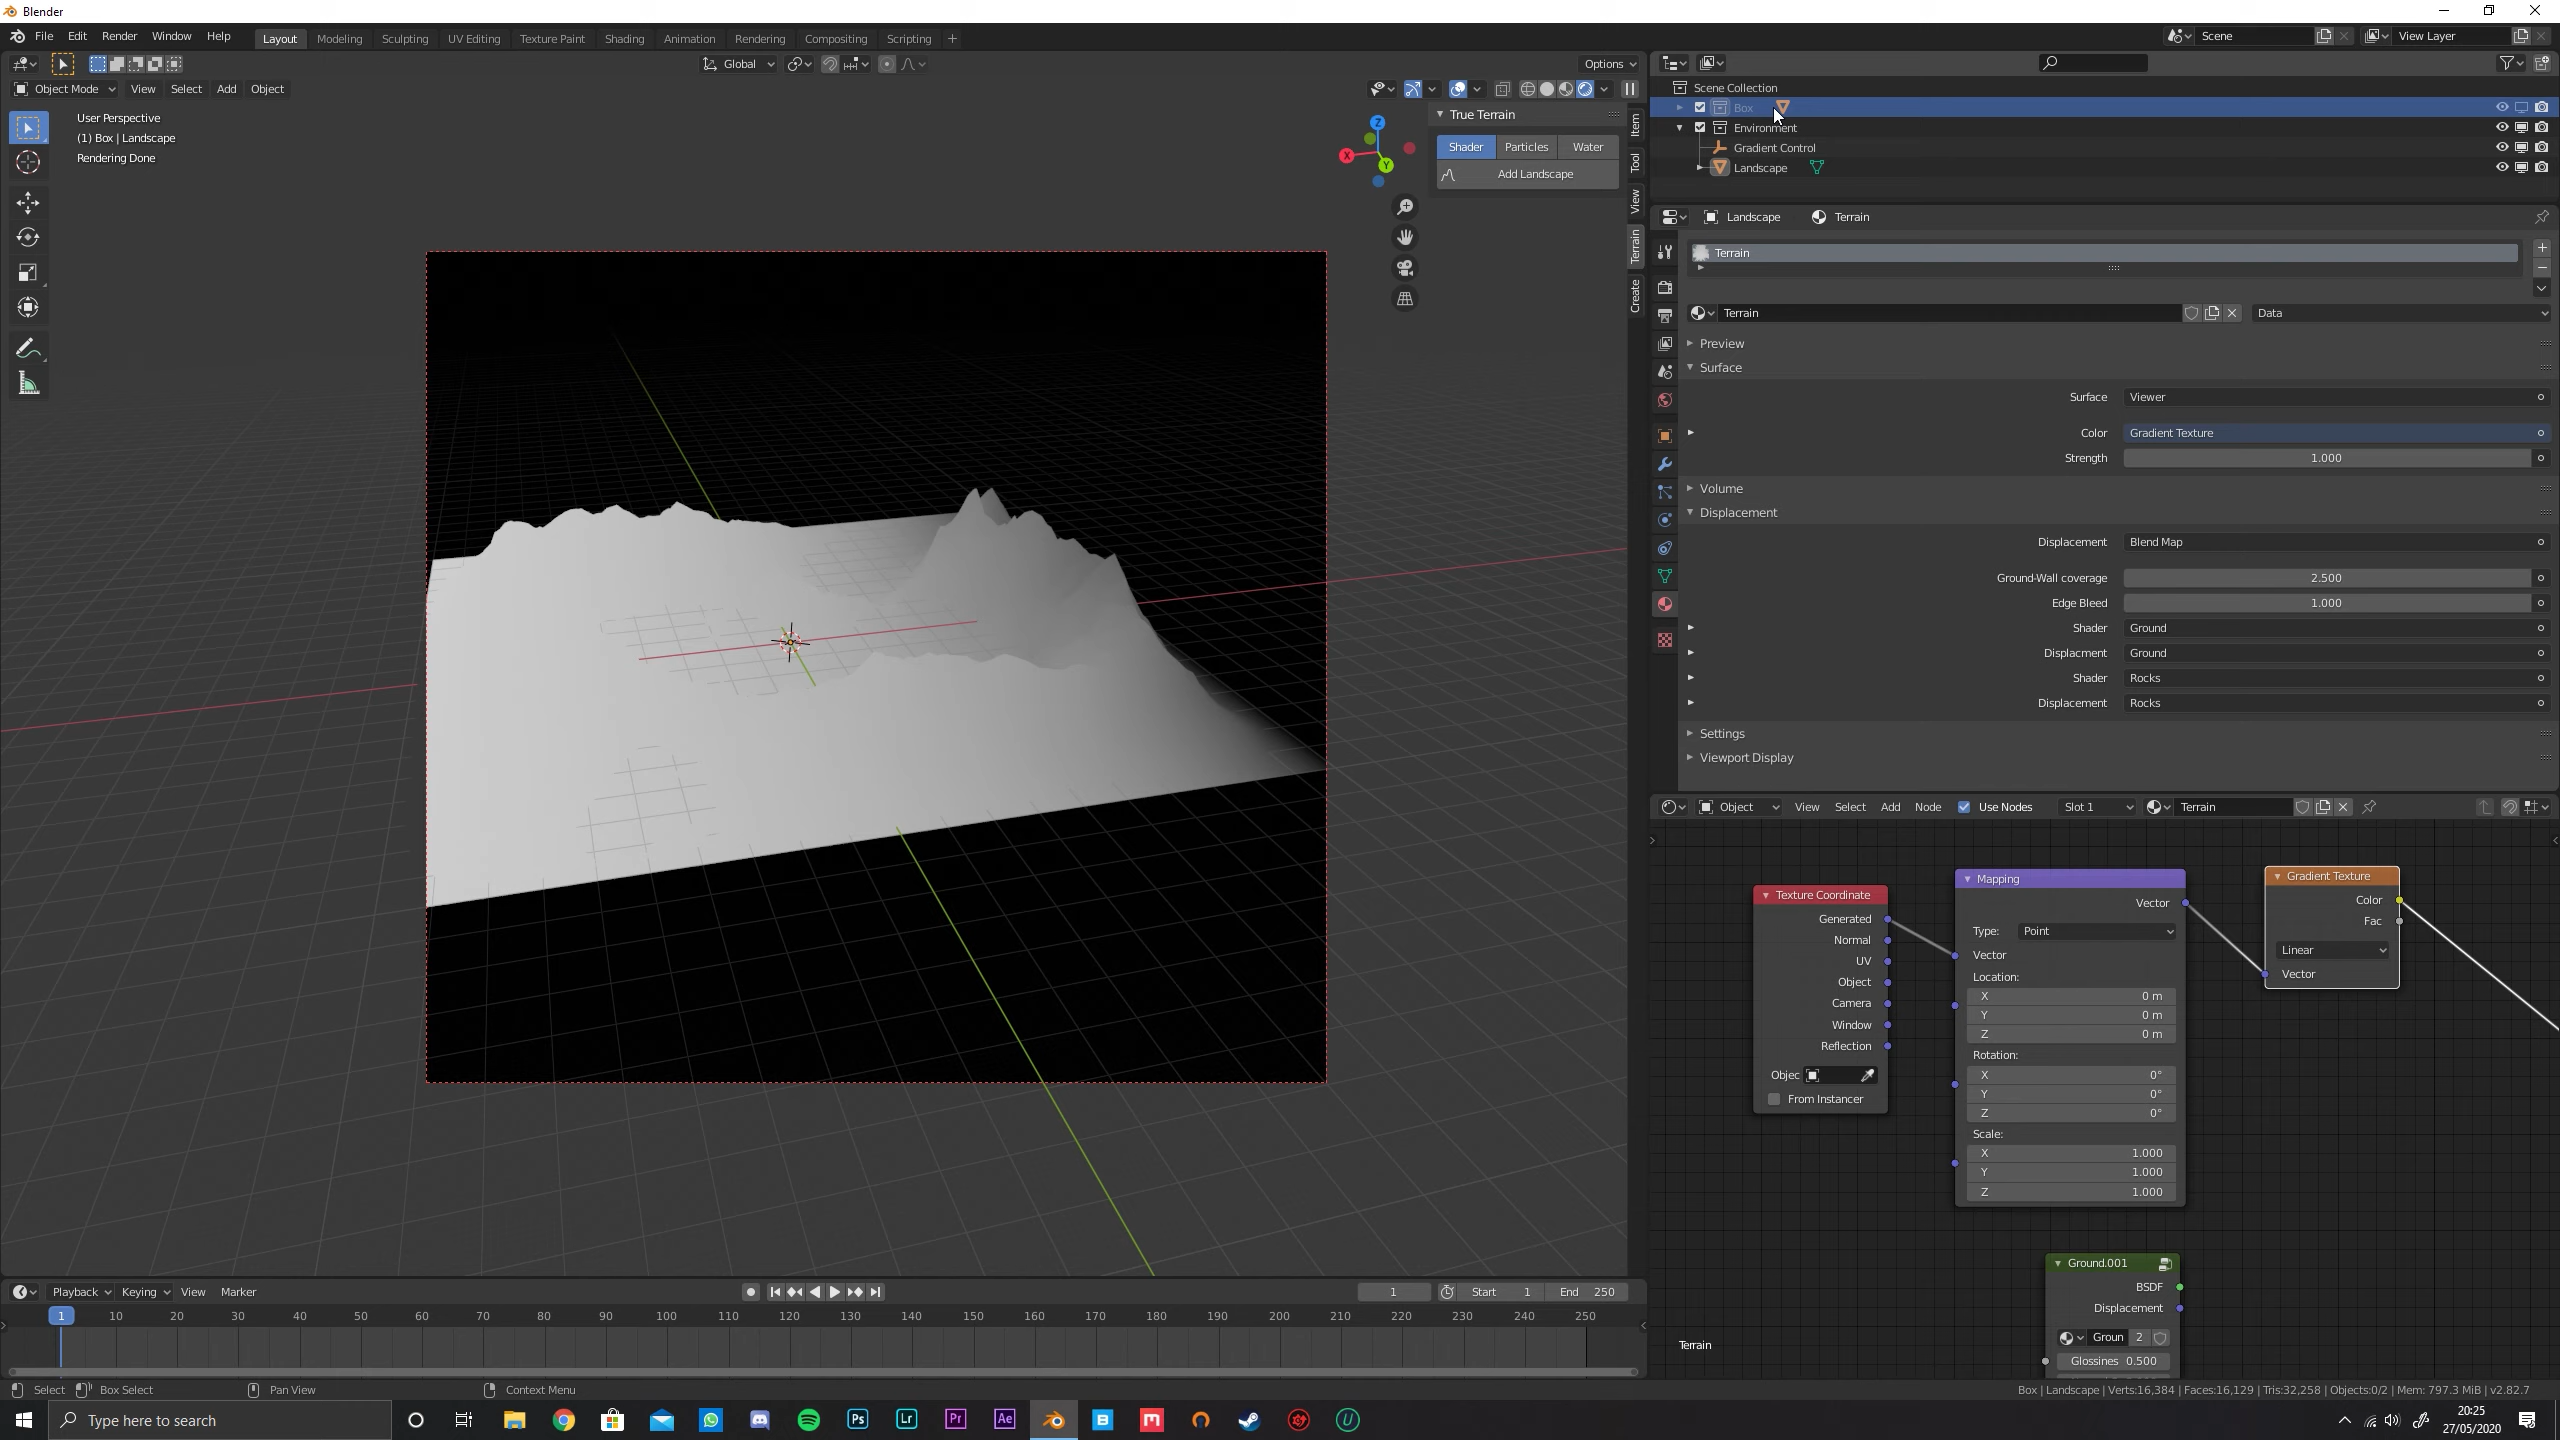 Blender
File Edit Render Window Help Layout Modeling Sculpting UV Editing Texture Paint Shading Animation Rendering Compositing Scripting + Scene View Layer
Global Options
Object Mode View Select Add Object
User Perspective
(1) Box | Landscape
Rendering Done
Z
X
Y
True Terrain
Shader Particles Water
Add Landscape
Item
Tool
View
Terrain
Create
Scene Collection
Box
Environment
Gradient Control
Landscape
Landscape Terrain
Terrain
Terrain Data
Preview
Surface
Surface Viewer
Color Gradient Texture
Strength 1.000
Volume
Displacement
Displacement Blend Map
Ground-Wall coverage 2.500
Edge Bleed 1.000
Shader Ground
Displacment Ground
Shader Rocks
Displacement Rocks
Settings
Viewport Display
Object View Select Add Node Use Nodes Slot 1 Terrain
Texture Coordinate
Generated
Normal
UV
Object
Camera
Window
Reflection
Objec
From Instancer
Mapping
Vector
Type: Point
Vector
Location:
X 0 m
Y 0 m
Z 0 m
Rotation:
X 0°
Y 0°
Z 0°
Scale:
X 1.000
Y 1.000
Z 1.000
Gradient Texture
Color
Fac
Linear
Vector
Ground.001
BSDF
Displacement
Groun 2
Glossines 0.500
Terrain
Playback Keying View Marker 1 Start 1 End 250
1 10 20 30 40 50 60 70 80 90 100 110 120 130 140 150 160 170 180 190 200 210 220 230 240 250
Select Box Select Pan View Context Menu Box | Landscape | Verts:16,384 | Faces:16,129 | Tris:32,258 | Objects:0/2 | Mem: 797.3 MiB | v2.82.7
Type here to search Ps Lr Pr Ae B M U
20:25
27/05/2020